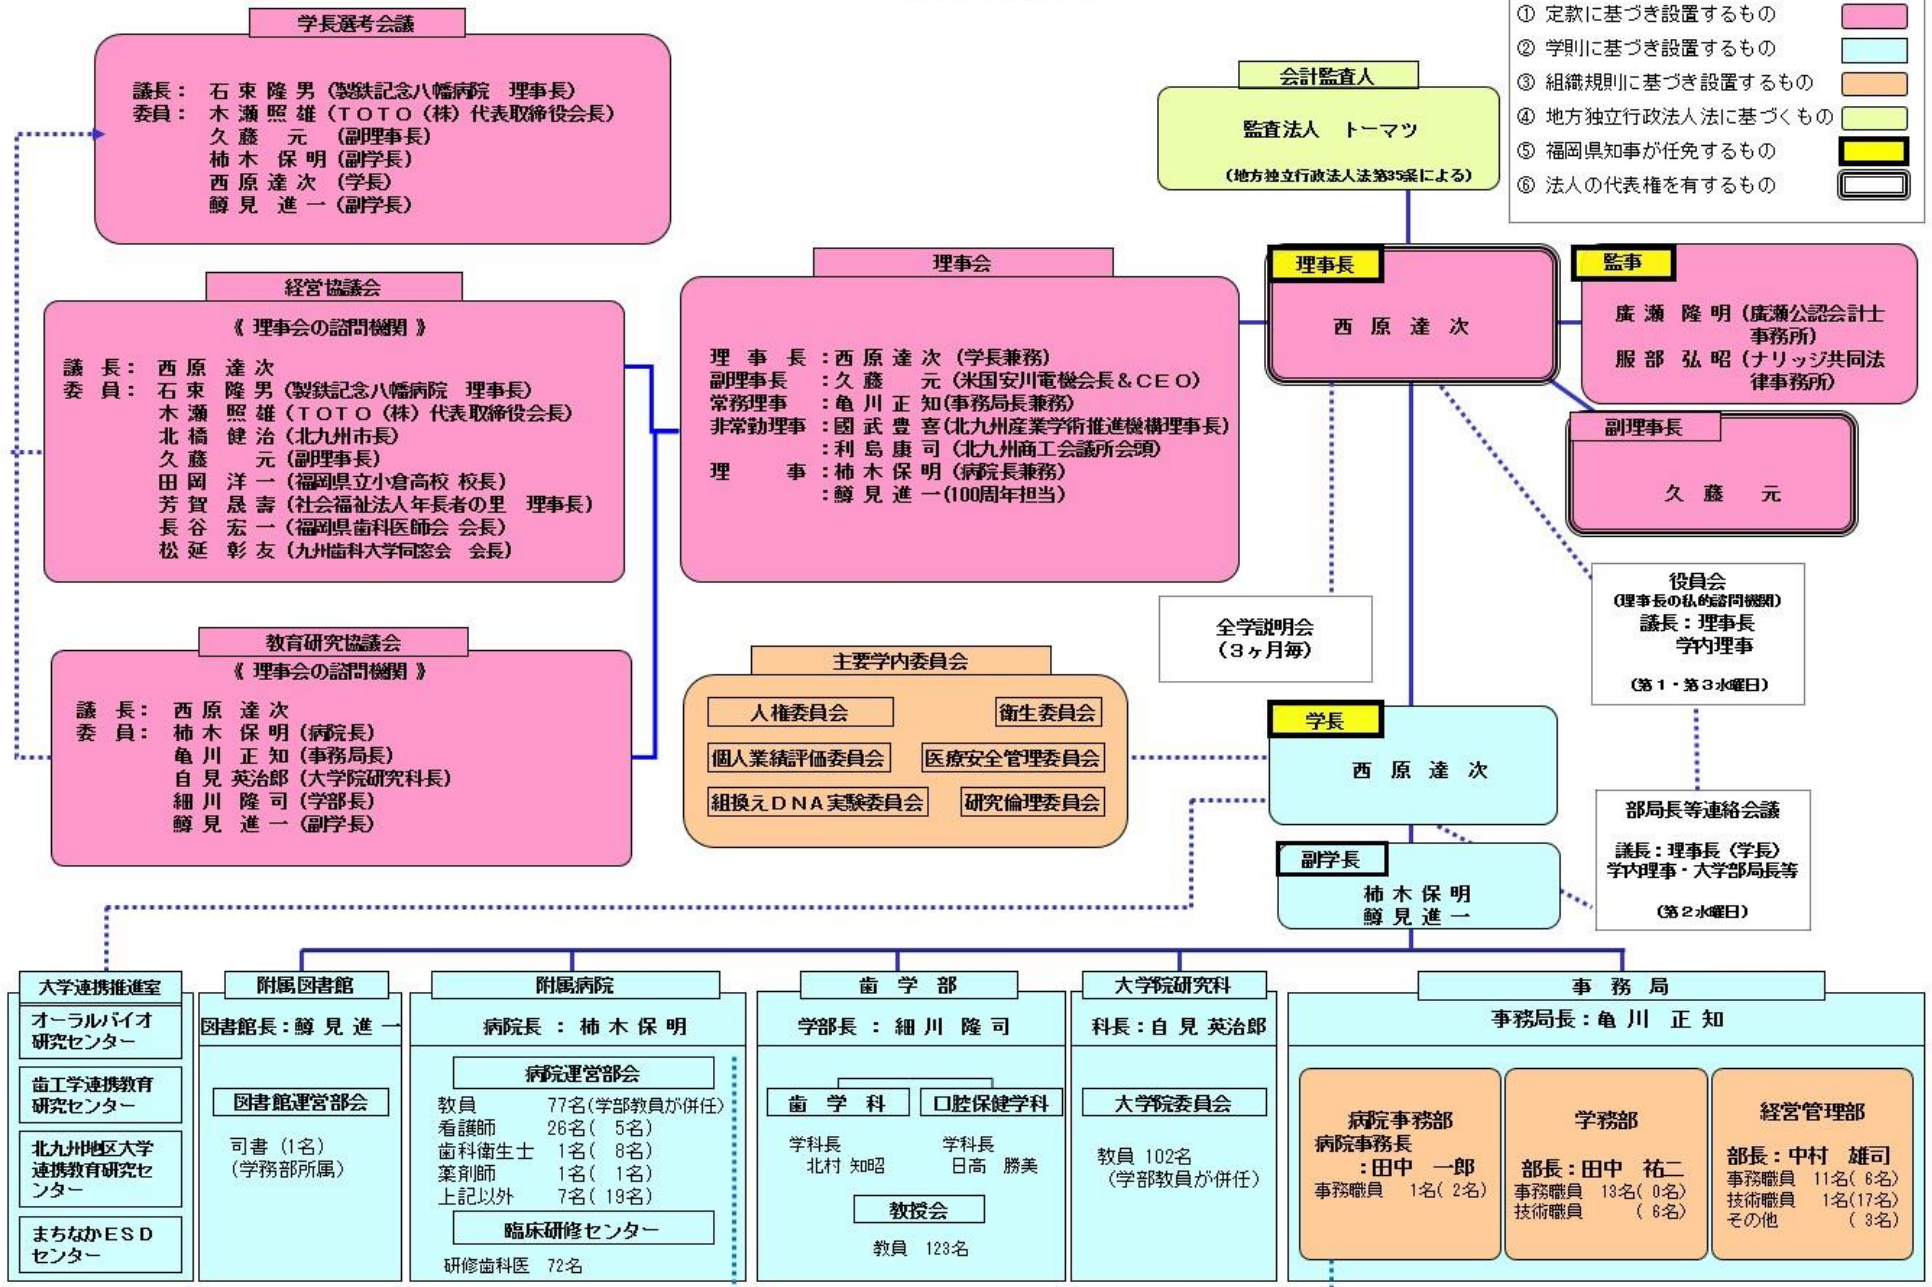 ① 定款に基づき設置するもの
② 学則に基づき設置するもの
③ 組織規則に基づき設置するもの
④ 地方独立行政法人法に基づくもの
⑤ 福岡県知事が任免するもの
⑥ 法人の代表権を有するもの
学長選考会議
議長： 石 東 隆 男 (製鉄記念八幡病院 理事長)
委員： 木 瀬 照 雄 (ＴＯＴＯ (株) 代表取締役会長)
久 藤 元 (副理事長)
柿 木 保 明 (副学長)
西 原 達 次 (学長)
鱒 見 進 一 (副学長)
会計監査人
監査法人 トーマツ
(地方独立行政法人法第35条による)
経営協議会
《 理事会の諮問機関 》
議 長： 西 原 達 次
委 員： 石 東 隆 男 (製鉄記念八幡病院 理事長)
木 瀬 照 雄 (ＴＯＴＯ (株) 代表取締役会長)
北 橋 健 治 (北九州市長)
久 藤 元 (副理事長)
田 岡 洋 一 (福岡県立小倉高校 校長)
芳 賀 晟 壽 (社会福祉法人年長者の里 理事長)
長 谷 宏 一 (福岡県歯科医師会 会長)
松 延 彰 友 (九州歯科大学同窓会 会長)
理事会
理 事 長 ：西 原 達 次 (学長兼務)
副理事長 ：久 藤 元 (米国安川電機会長＆ＣＥＯ)
常務理事 ：亀 川 正 知(事務局長兼務)
非常勤理事 ：國 武 豊 喜(北九州産業学術推進機構理事長)
：利 島 康 司 (北九州商工会議所会頭)
理 事 ：柿 木 保 明 (病院長兼務)
：鱒 見 進 一(100周年担当)
理事長
西 原 達 次
監事
廣 瀬 隆 明 (廣瀬公認会計士
事務所)
服 部 弘 昭 (ナリッジ共同法
律事務所)
副理事長
久 藤 元
教育研究協議会
《 理事会の諮問機関 》
議 長： 西 原 達 次
委 員： 柿 木 保 明 (病院長)
亀 川 正 知 (事務局長)
自 見 英治郎 (大学院研究科長)
細 川 隆 司 (学部長)
鱒 見 進 一 (副学長)
主要学内委員会
人権委員会
衛生委員会
個人業績評価委員会
医療安全管理委員会
組換えＤＮＡ実験委員会
研究倫理委員会
全学説明会
(３ヶ月毎)
役員会
(理事長の私的諮問機関)
議長：理事長
学内理事
(第１・第３水曜日)
学長
西 原 達 次
部局長等連絡会議
議長：理事長 (学長)
学内理事・大学部局長等
(第２水曜日)
副学長
柿 木 保 明
鱒 見 進 一
大学連携推進室
オーラルバイオ
研究センター
歯工学連携教育
研究センター
北九州地区大学
連携教育研究セ
ンター
まちなかＥＳＤ
センター
附属図書館
図書館長：鱒 見 進 一
図書館運営部会
司書 (1名)
(学務部所属)
附属病院
病院長 ： 柿 木 保 明
病院運営部会
教員 77名(学部教員が併任)
看護師 26名( 5名)
歯科衛生士 1名( 8名)
薬剤師 1名( 1名)
上記以外 7名( 19名)
臨床研修センター
研修歯科医 72名
歯 学 部
学部長 ： 細 川 隆 司
歯 学 科
学科長
北村 知昭
口腔保健学科
学科長
日高 勝美
教授会
教員 123名
大学院研究科
科長：自 見 英治郎
大学院委員会
教員 102名
(学部教員が併任)
事 務 局
事務局長：亀 川 正 知
病院事務部
病院事務長
：田中 一郎
事務職員 1名( 2名)
学務部
部長：田中 祐二
事務職員 13名( 0名)
技術職員 ( 6名)
経営管理部
部長：中村 雄司
事務職員 11名( 6名)
技術職員 1名(17名)
その他 ( 3名)